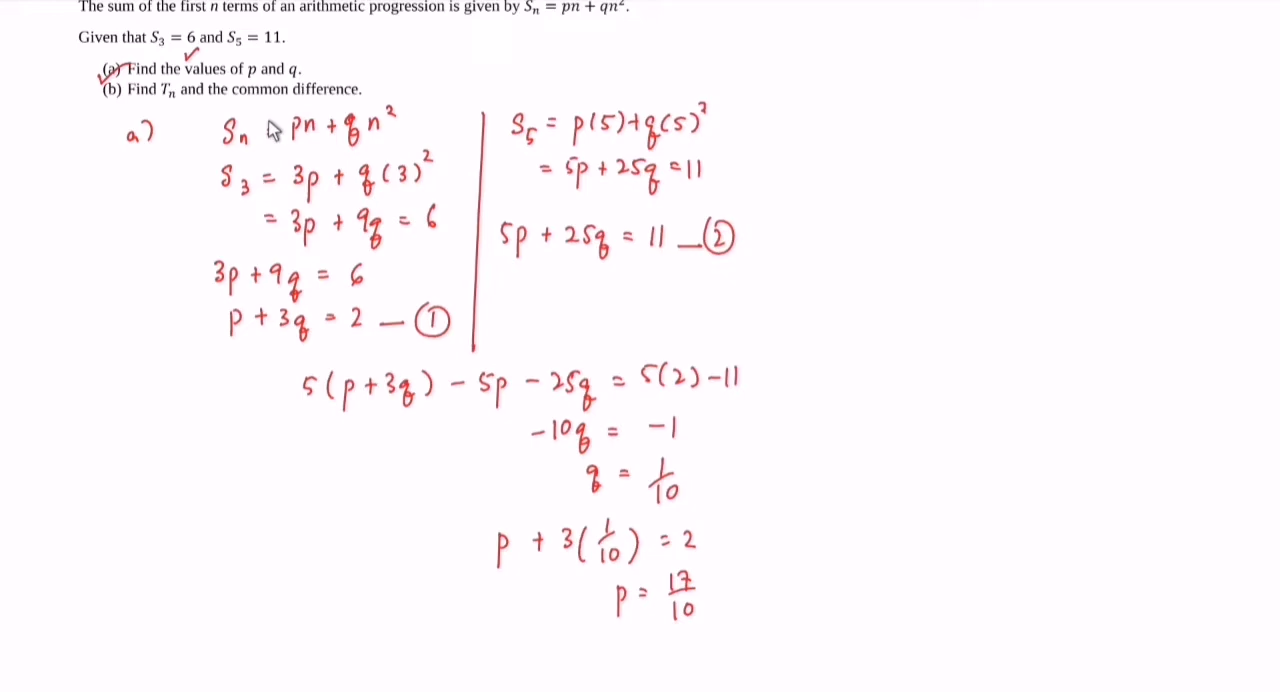 The sum of the first n terms of an arithmetic progression is given by Sₙ = pn + qn².
Given that S₃ = 6 and S₅ = 11.
(a) Find the values of p and q.
(b) Find Tₙ and the common difference.
a)
Sₙ = pn + qn²
S₃ = 3p + q(3)²
= 3p + 9q = 6
3p + 9q = 6
p + 3q = 2 — ①
S₅ = p(5)+q(5)²
= 5p + 25q = 11
5p + 25q = 11 — ②
5(p+3q) - 5p - 25q = 5(2) - 11
-10q = -1
q = 1/10
p + 3(1/10) = 2
p = 17/10